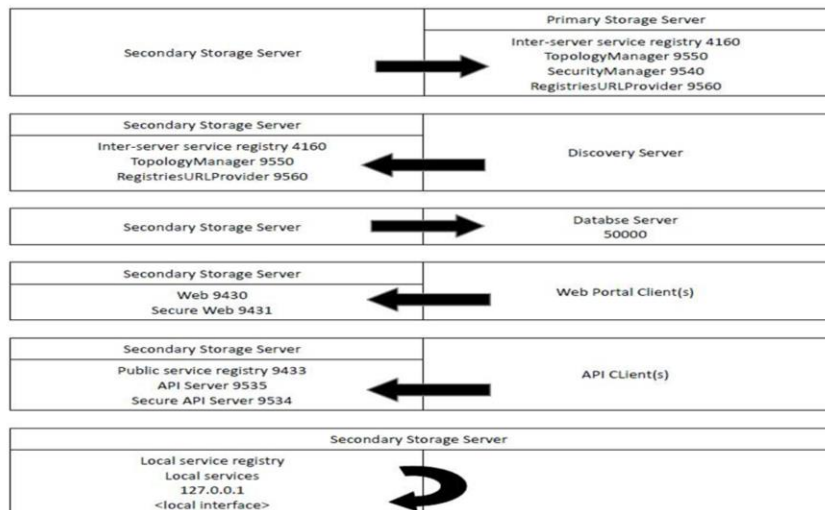 Secondary Storage Server
Primary Storage Server
Inter-server service registry 4160
TopologyManager 9550
SecurityManager 9540
RegistriesURLProvider 9560
Secondary Storage Server
Inter-server service registry 4160
TopologyManager 9550
RegistriesURLProvider 9560
Discovery Server
Secondary Storage Server
Databse Server
50000
Secondary Storage Server
Web 9430
Secure Web 9431
Web Portal Client(s)
Secondary Storage Server
Public service registry 9433
API Server 9535
Secure API Server 9534
API CLient(s)
Secondary Storage Server
Local service registry
Local services
127.0.0.1
<local interface>